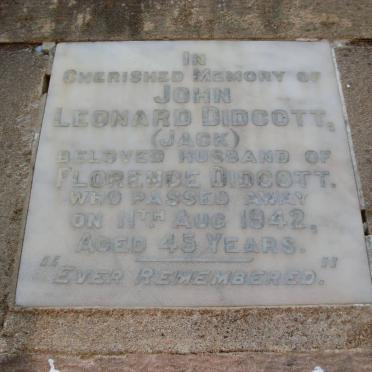 IN
CHERISHED MEMORY OF
JOHN
LEONARD DIDCOTT,
(JACK)
BELOVED HUSBAND OF
FLORENCE DIDCOTT.
WHO PASSED AWAY
ON 11TH AUG 1942,
AGED 45 YEARS.
"EVER REMEMBERED."